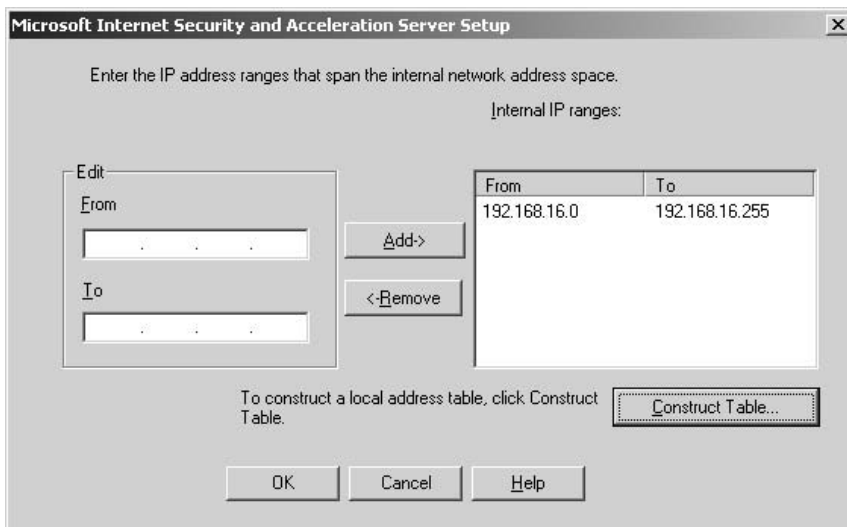 Microsoft Internet Security and Acceleration Server Setup
Enter the IP address ranges that span the internal network address space.
Internal IP ranges:
Edit
From
To
Add->
<-Remove
From To
192.168.16.0 192.168.16.255
To construct a local address table, click Construct
Table.
Construct Table...
OK Cancel Help